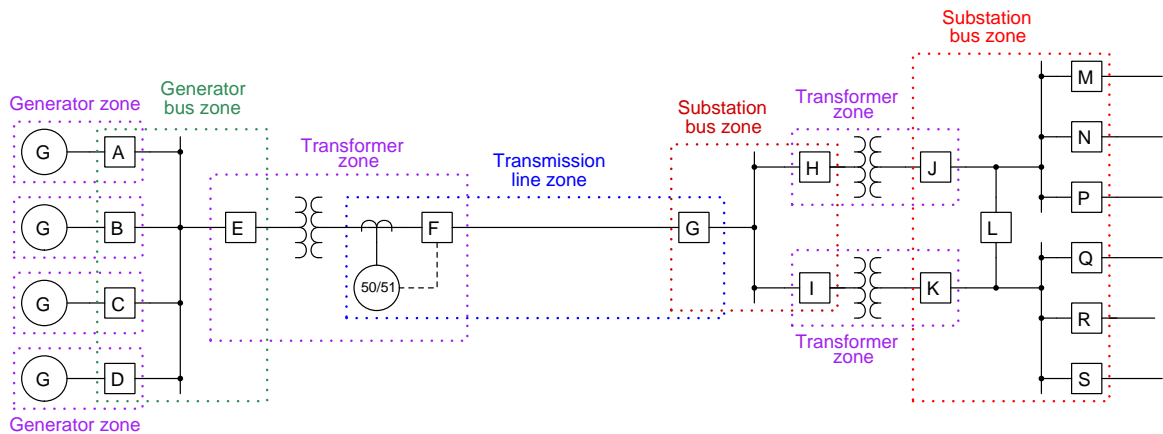 Substation
bus zone
Generator
bus zone
Generator zone
Transformer
zone
Substation
bus zone
Transformer
zone
Transmission
line zone
G
A
G
B
G
C
G
D
E
50/51
F
G
H
I
J
K
L
M
N
P
Q
R
S
Transformer
zone
Generator zone